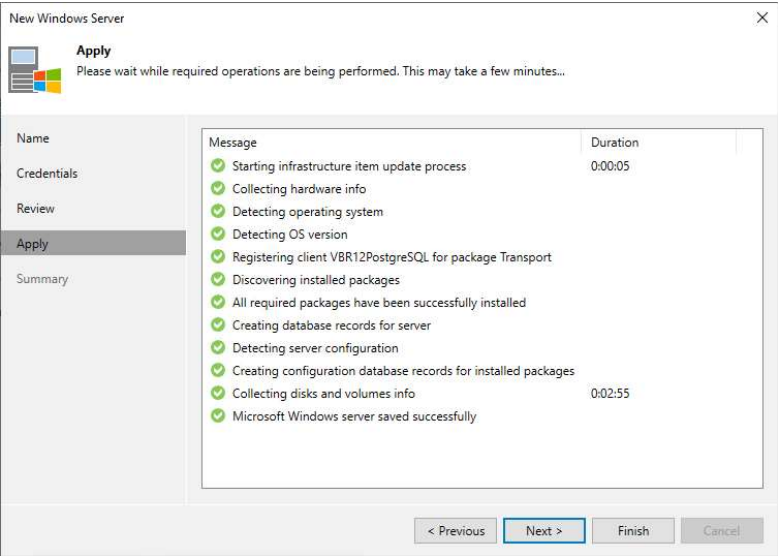 New Windows Server
Apply
Please wait while required operations are being performed. This may take a few minutes...
Name
Credentials
Review
Apply
Summary
Message Duration
Starting infrastructure item update process 0:00:05
Collecting hardware info
Detecting operating system
Detecting OS version
Registering client VBR12PostgreSQL for package Transport
Discovering installed packages
All required packages have been successfully installed
Creating database records for server
Detecting server configuration
Creating configuration database records for installed packages
Collecting disks and volumes info 0:02:55
Microsoft Windows server saved successfully
< Previous Next > Finish Cancel